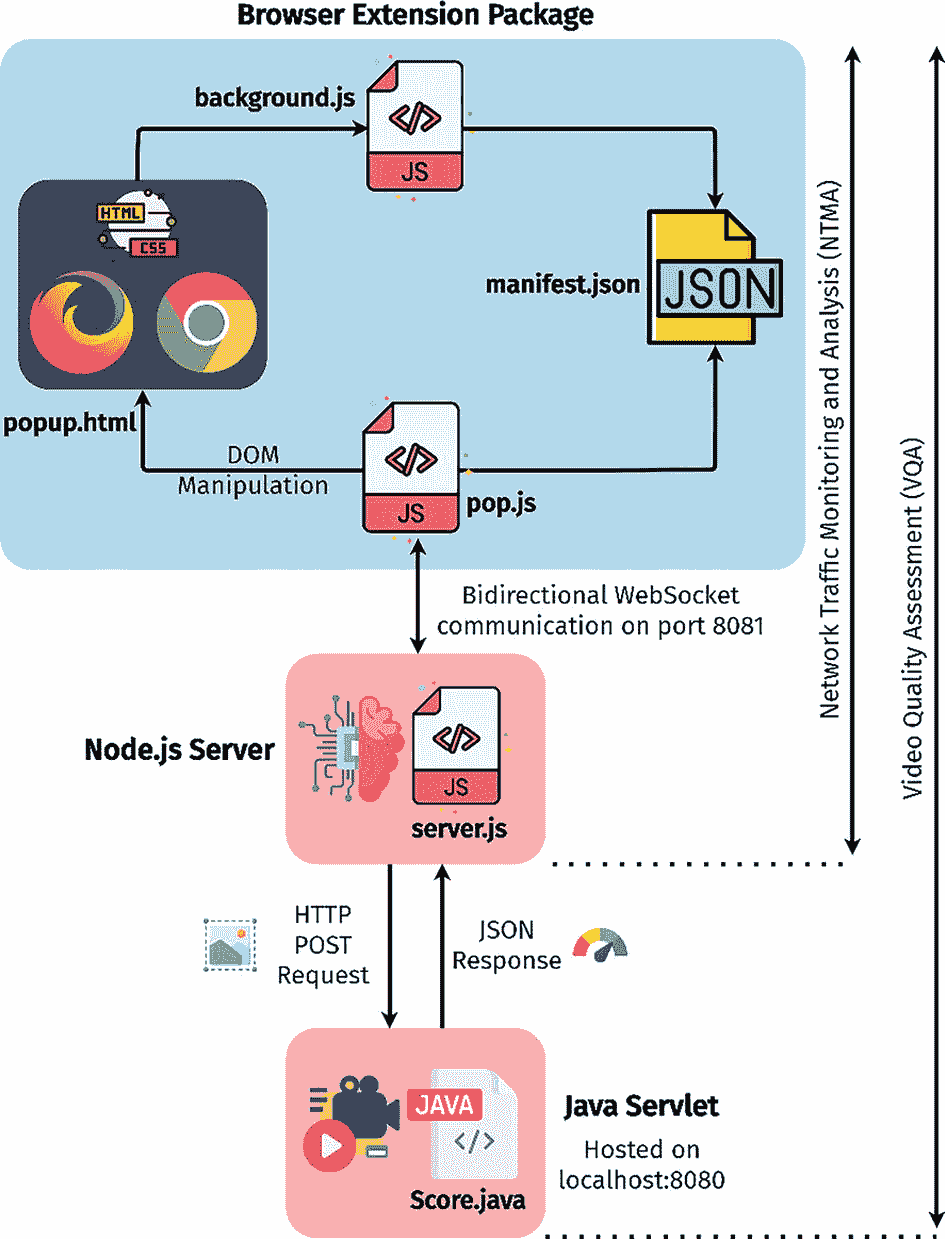 Browser Extension Package
background.js
</>
JS
HTML
CSS
manifest.json
JSON
popup.html
DOM
Manipulation
</>
JS
pop.js
Bidirectional WebSocket
communication on port 8081
Network Traffic Monitoring and Analysis (NTMA)
Video Quality Assessment (VQA)
Node.js Server
</>
JS
server.js
HTTP
POST
Request
JSON
Response
JAVA
</>
Score.java
Java Servlet
Hosted on
localhost:8080